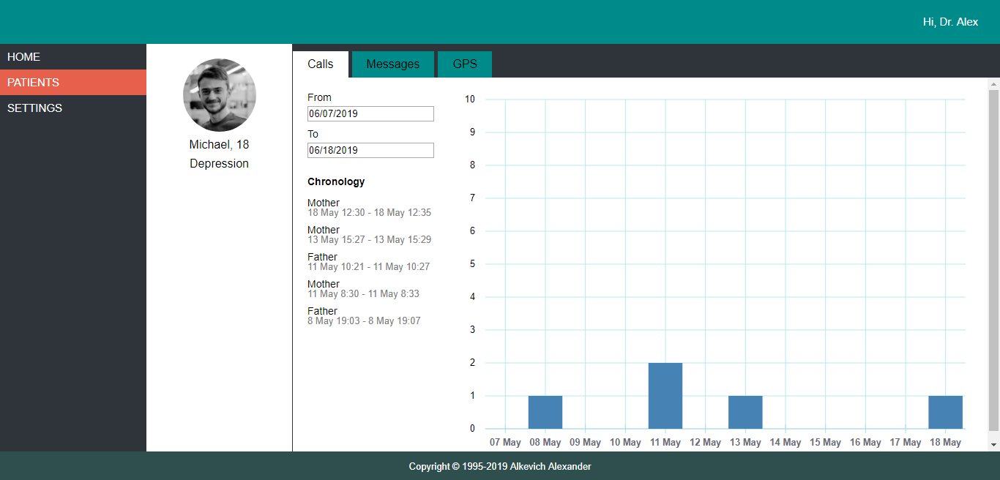 Hi, Dr. Alex
HOME
PATIENTS
SETTINGS
Michael, 18
Depression
Calls
Messages
GPS
From
06/07/2019
To
06/18/2019
Chronology
Mother
18 May 12:30 - 18 May 12:35
Mother
13 May 15:27 - 13 May 15:29
Father
11 May 10:21 - 11 May 10:27
Mother
11 May 8:30 - 11 May 8:33
Father
8 May 19:03 - 8 May 19:07
10
9
8
7
6
5
4
3
2
1
0
07 May 08 May 09 May 10 May 11 May 12 May 13 May 14 May 15 May 16 May 17 May 18 May
Copyright © 1995-2019 Alkevich Alexander